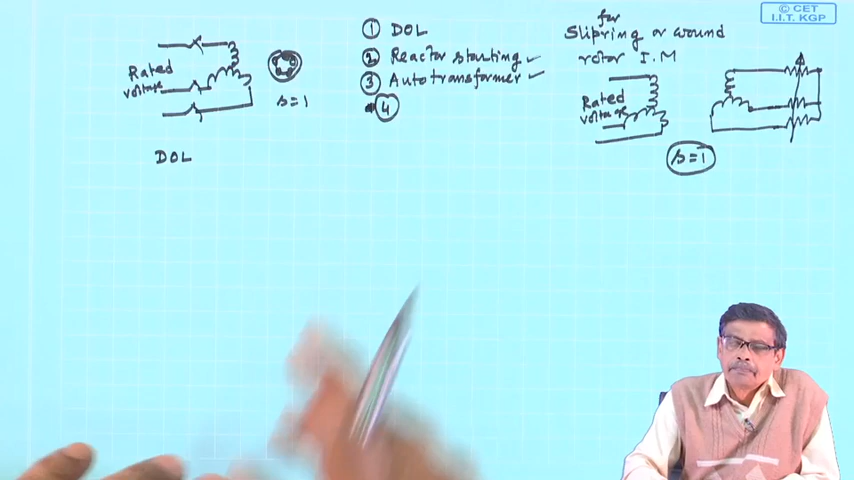 © CET
I.I.T. KGP
Rated
voltage
s=1
DOL
① DOL
② Reactor starting ✓
③ Autotransformer ✓
④
for
Slipring or wound
rotor I.M
Rated
voltage
s=1